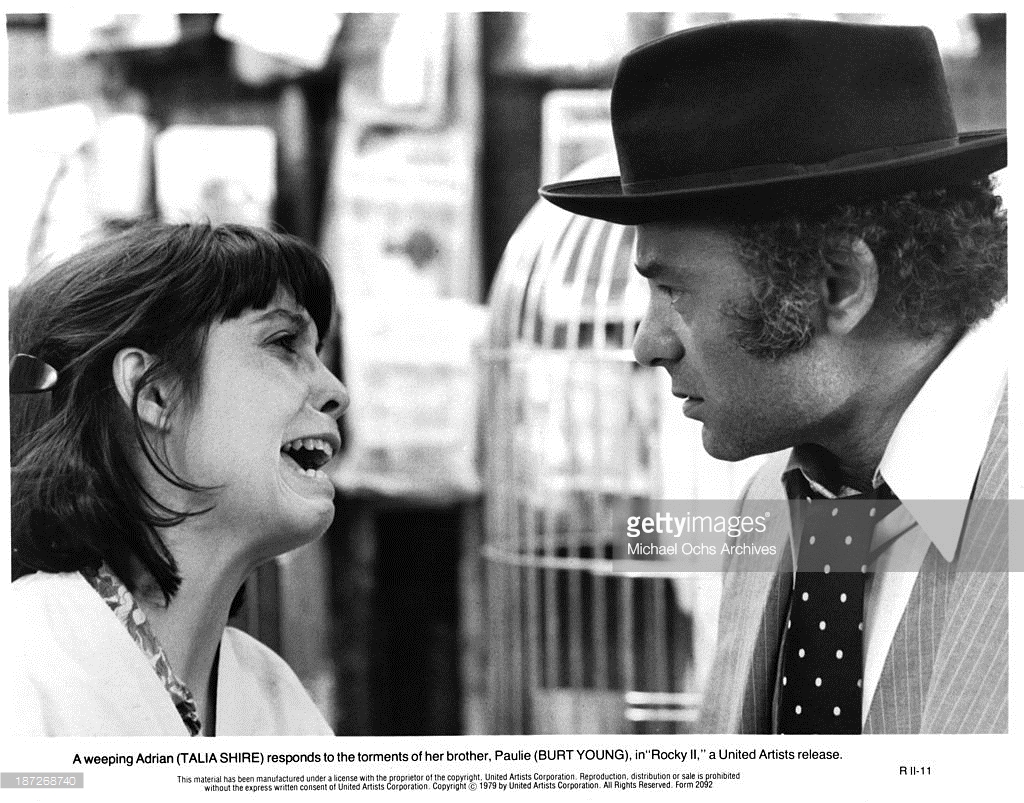 gettyimages®
Michael Ochs Archives
A weeping Adrian (TALIA SHIRE) responds to the torments of her brother, Paulie (BURT YOUNG), in "Rocky II," a United Artists release.
R II-11
This material has been manufactured under a license with the proprietor of the copyright, United Artists Corporation. Reproduction, distribution or sale is prohibited
without the express written consent of United Artists Corporation. Copyright © 1979 by United Artists Corporation. All Rights Reserved. Form 2092
187268740